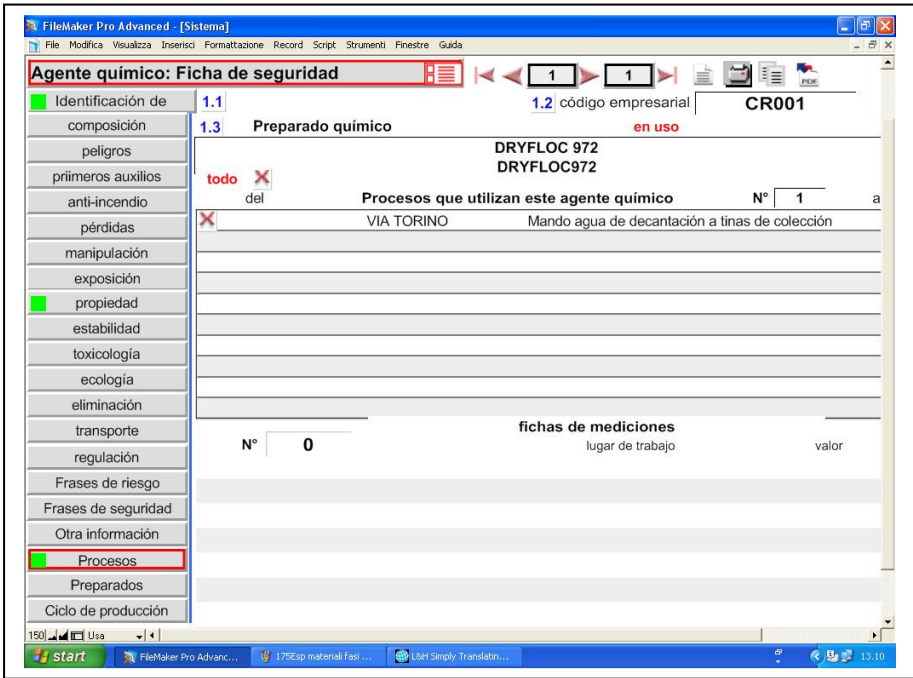 FileMaker Pro Advanced - [Sistema]
File Modifica Visualizza Inserisci Formattazione Record Script Strumenti Finestre Guida
Agente químico: Ficha de seguridad 1 1 PDF
Identificación de 1.1 1.2 código empresarial CR001
composición 1.3 Preparado químico en uso
peligros DRYFLOC 972
DRYFLOC972
priimeros auxilios todo
anti-incendio del Procesos que utilizan este agente químico N° 1 a
pérdidas VIA TORINO Mando agua de decantación a tinas de colección
manipulación
exposición
propiedad
estabilidad
toxicología
ecología
eliminación
transporte fichas de mediciones
N° 0 lugar de trabajo valor
regulación
Frases de riesgo
Frases de seguridad
Otra información
Procesos
Preparados
Ciclo de producción
150 Usa
start FileMaker Pro Advanc... 175Esp materiali fasi ... L&H Simply Translatin... 13.10